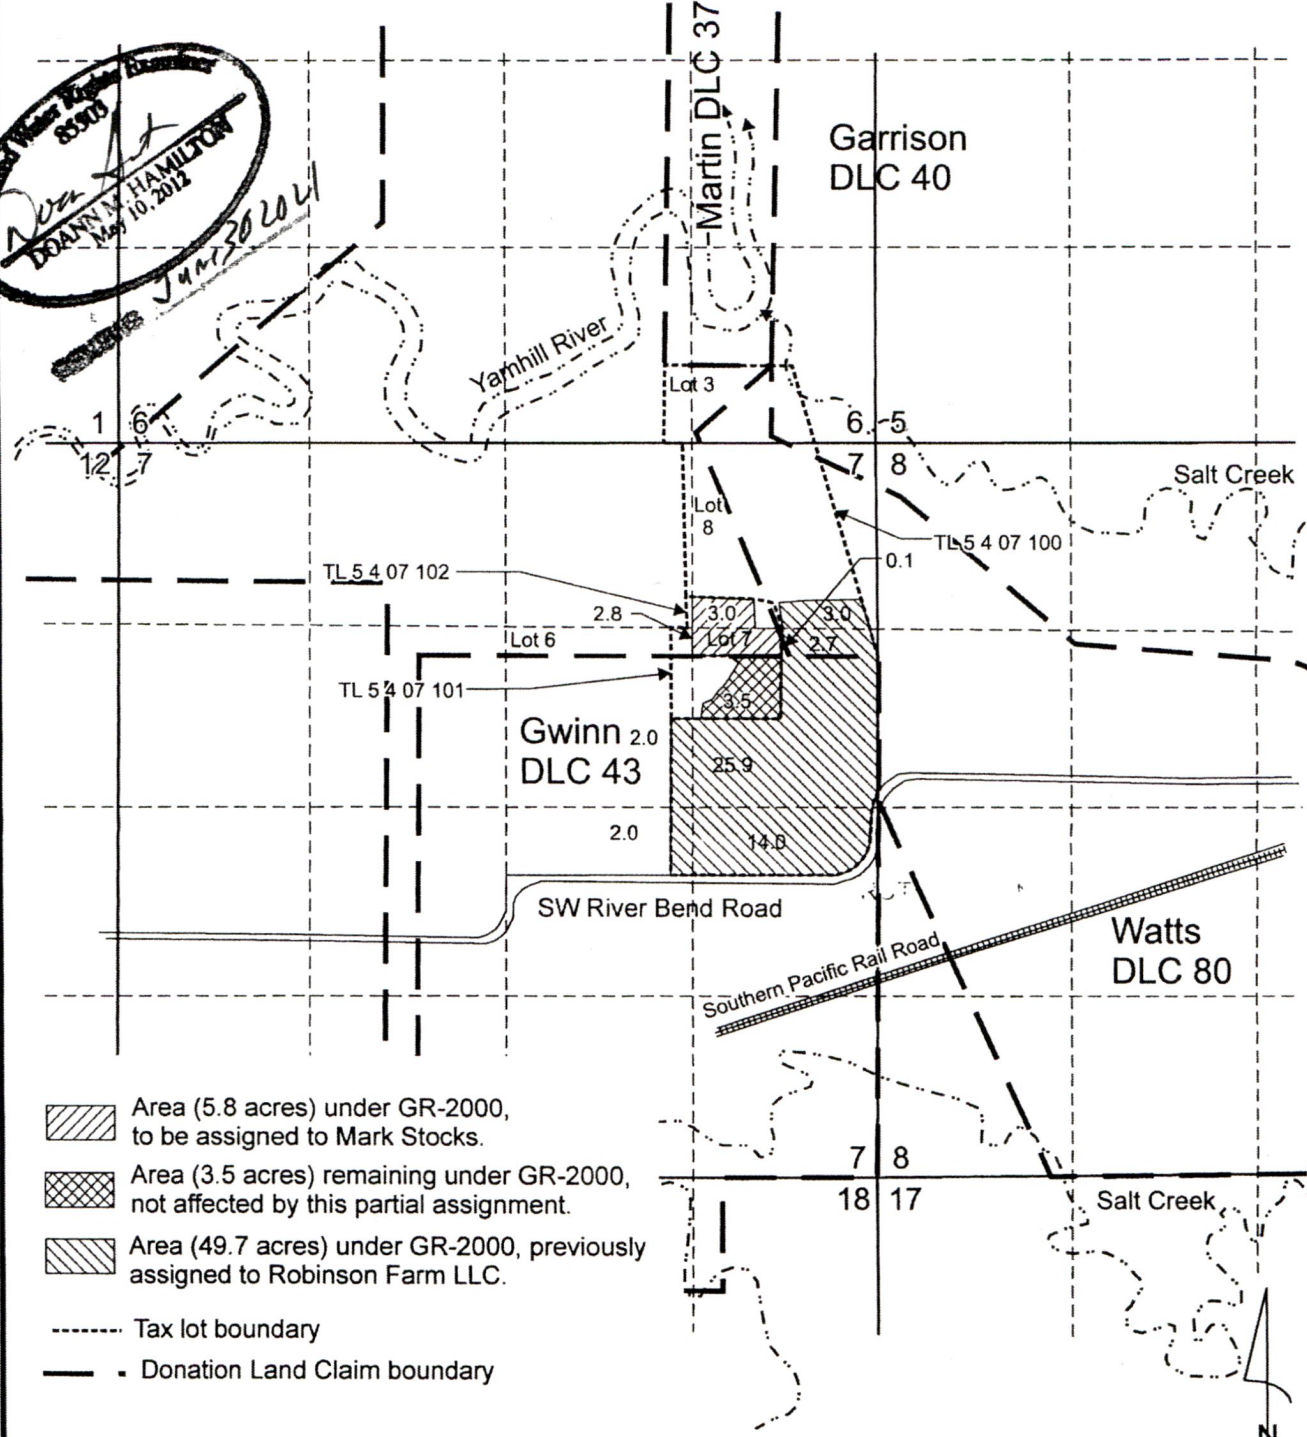 Water Rights Examiner
85303
DOANN M. HAMILTON
May 10, 2012
June 30 2021
Martin DLC 37
Garrison
DLC 40
Yamhill River
Lot 3
1 6
12 7
6 5
7 8
Salt Creek
Lot
8
TL 5 4 07 100
0.1
TL 5 4 07 102
2.8
3.0
3.0
Lot 6
Lot 7
2.7
TL 5 4 07 101
3.5
Gwinn 2.0
DLC 43
25.9
2.0
14.0
SW River Bend Road
Southern Pacific Rail Road
Watts
DLC 80
Area (5.8 acres) under GR-2000,
to be assigned to Mark Stocks.
Area (3.5 acres) remaining under GR-2000,
not affected by this partial assignment.
Area (49.7 acres) under GR-2000, previously
assigned to Robinson Farm LLC.
Tax lot boundary
Donation Land Claim boundary
7 8
18 17
Salt Creek
N